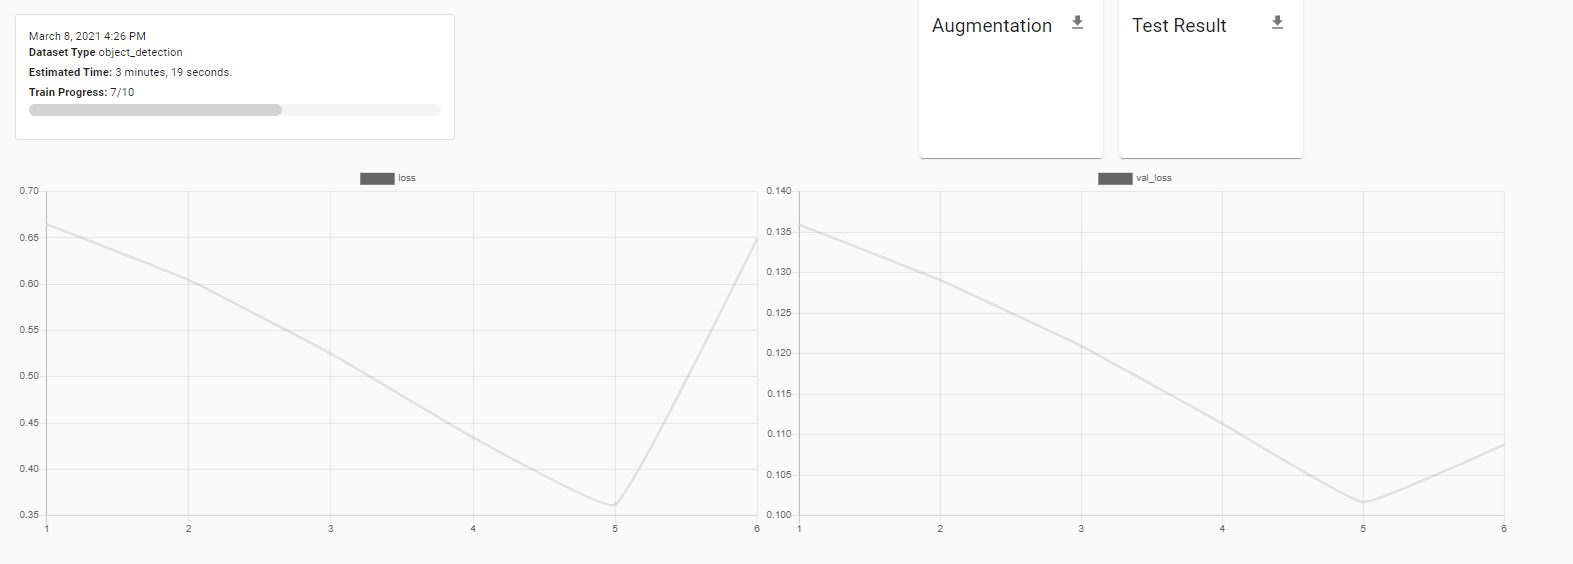 March 8, 2021 4:26 PM
Dataset Type object_detection
Estimated Time: 3 minutes, 19 seconds.
Train Progress: 7/10
Augmentation
Test Result
loss
0.70
0.65
0.60
0.55
0.50
0.45
0.40
0.35
1 2 3 4 5 6
val_loss
0.140
0.135
0.130
0.125
0.120
0.115
0.110
0.105
0.100
1 2 3 4 5 6